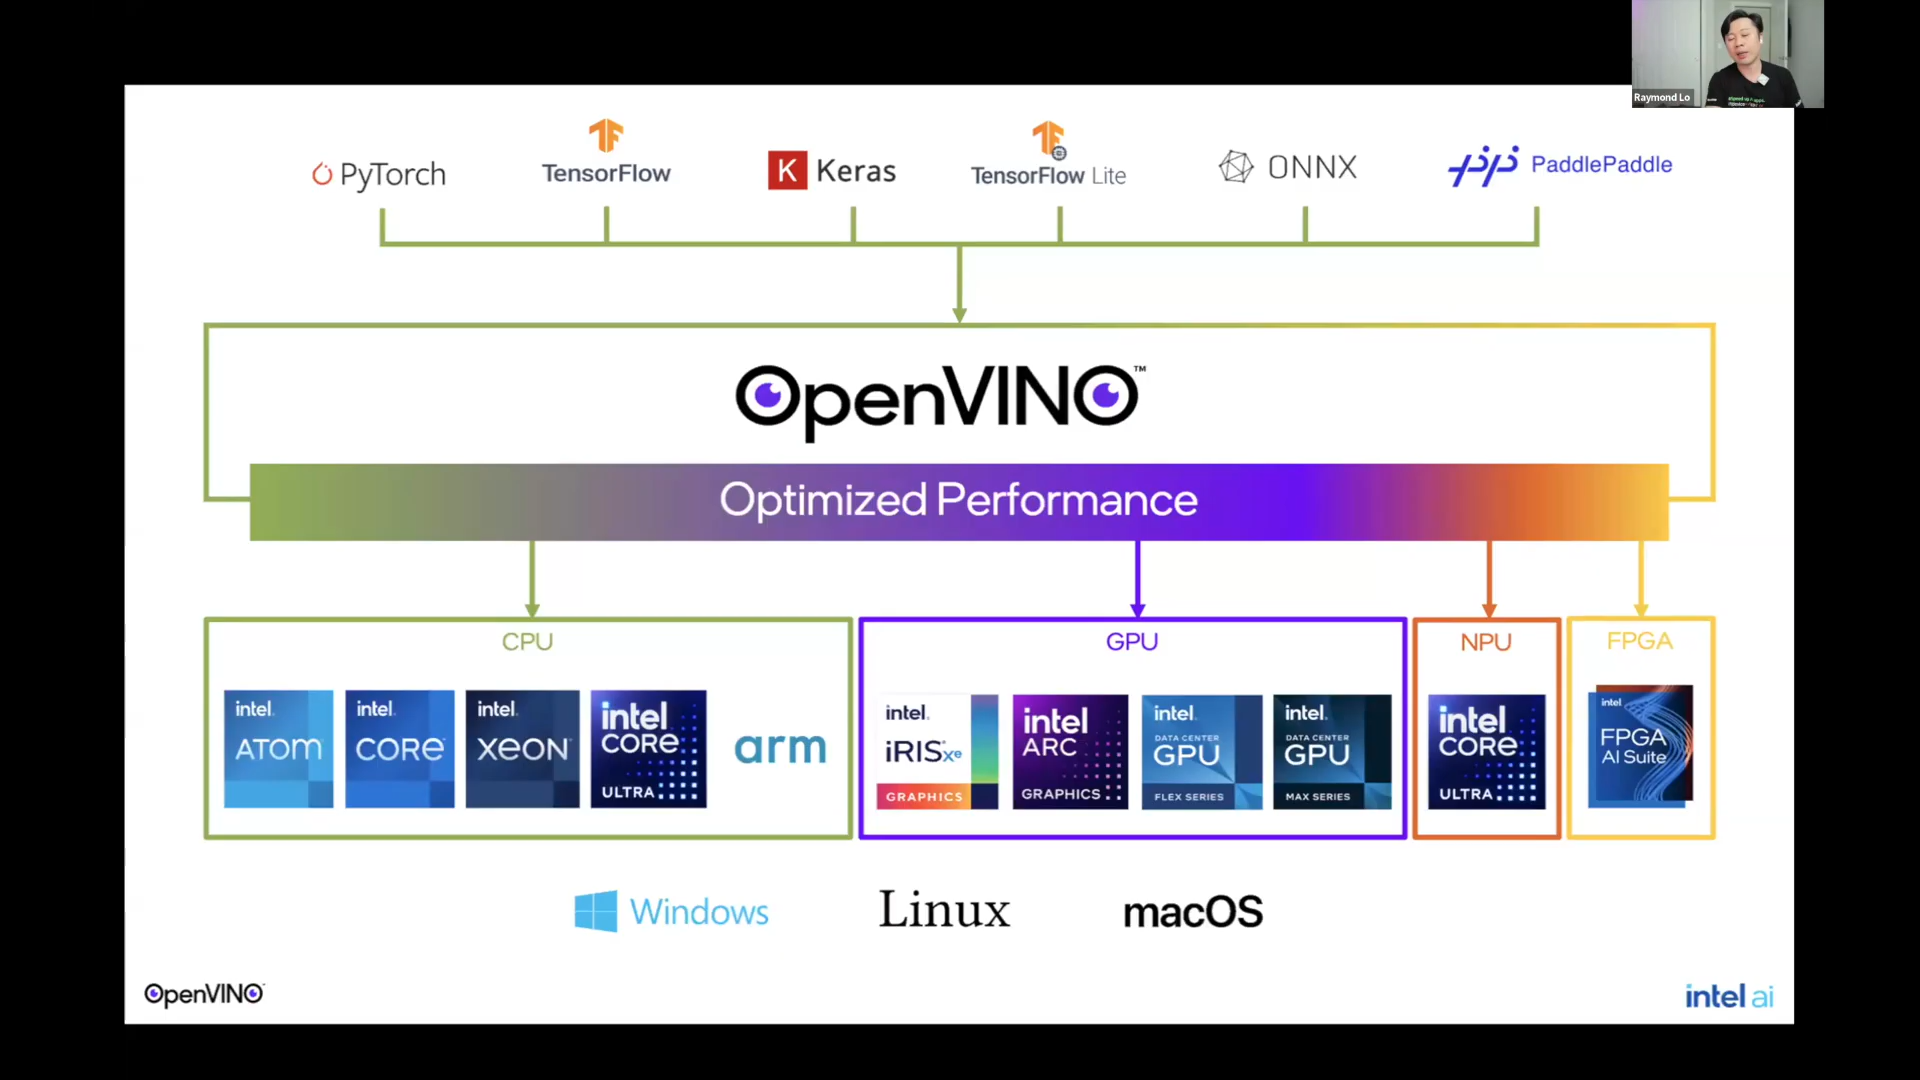 Raymond Lo
PyTorch
TensorFlow
K Keras
TensorFlow Lite
ONNX
PaddlePaddle
OpenVINO™
Optimized Performance
CPU
intel.
ATOM
intel.
CORE
intel.
XEON
intel
CORE
ULTRA
arm
GPU
intel.
iRIS xe
GRAPHICS
intel
ARC
GRAPHICS
intel.
DATA CENTER
GPU
FLEX SERIES
intel.
DATA CENTER
GPU
MAX SERIES
NPU
intel
CORE
ULTRA
FPGA
intel
FPGA
AI Suite
Windows
Linux
macOS
OpenVINO
intel ai